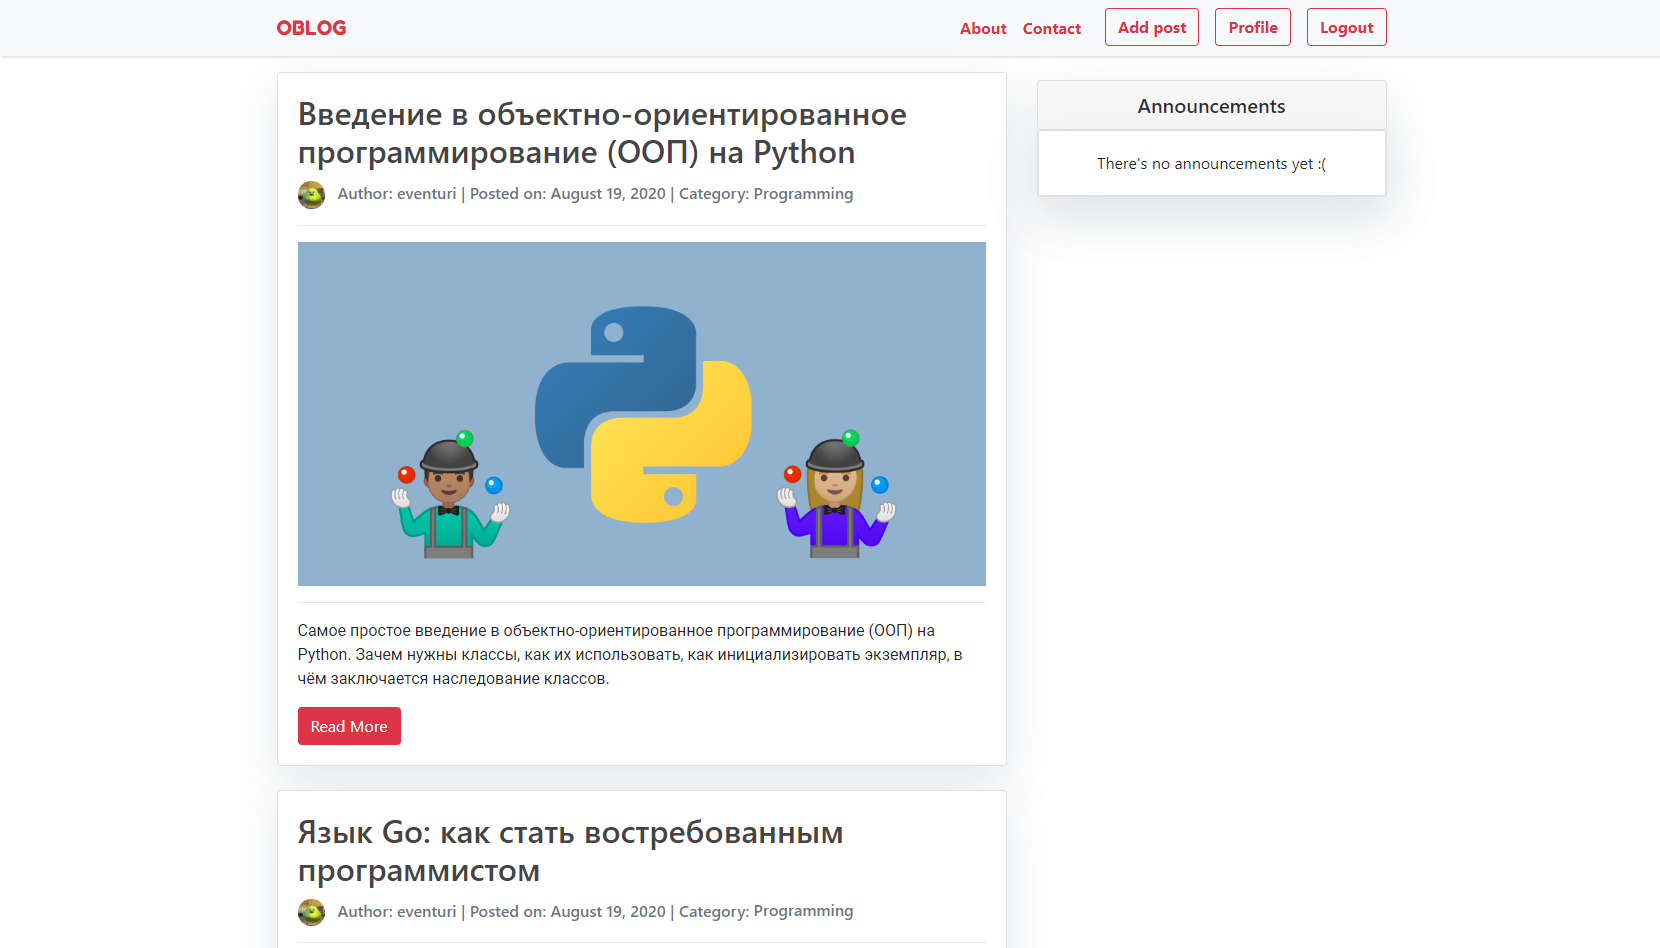 OBLOG
About Contact Add post Profile Logout
Введение в объектно-ориентированное
программирование (ООП) на Python
Author: eventuri | Posted on: August 19, 2020 | Category: Programming
Самое простое введение в объектно-ориентированное программирование (ООП) на
Python. Зачем нужны классы, как их использовать, как инициализировать экземпляр, в
чём заключается наследование классов.
Read More
Announcements
There's no announcements yet :(
Язык Go: как стать востребованным
программистом
Author: eventuri | Posted on: August 19, 2020 | Category: Programming